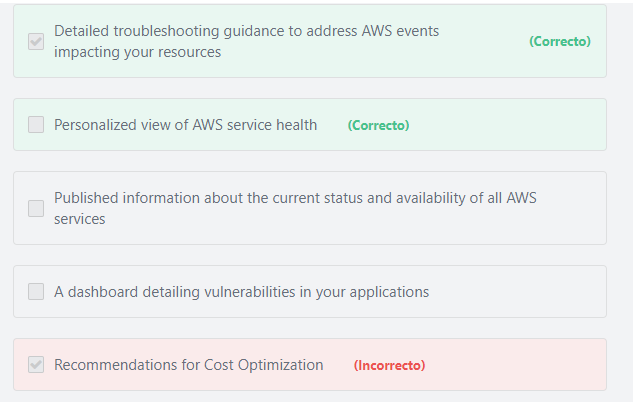 Detailed troubleshooting guidance to address AWS events
impacting your resources
(Correcto)
Personalized view of AWS service health (Correcto)
Published information about the current status and availability of all AWS
services
A dashboard detailing vulnerabilities in your applications
Recommendations for Cost Optimization (Incorrecto)